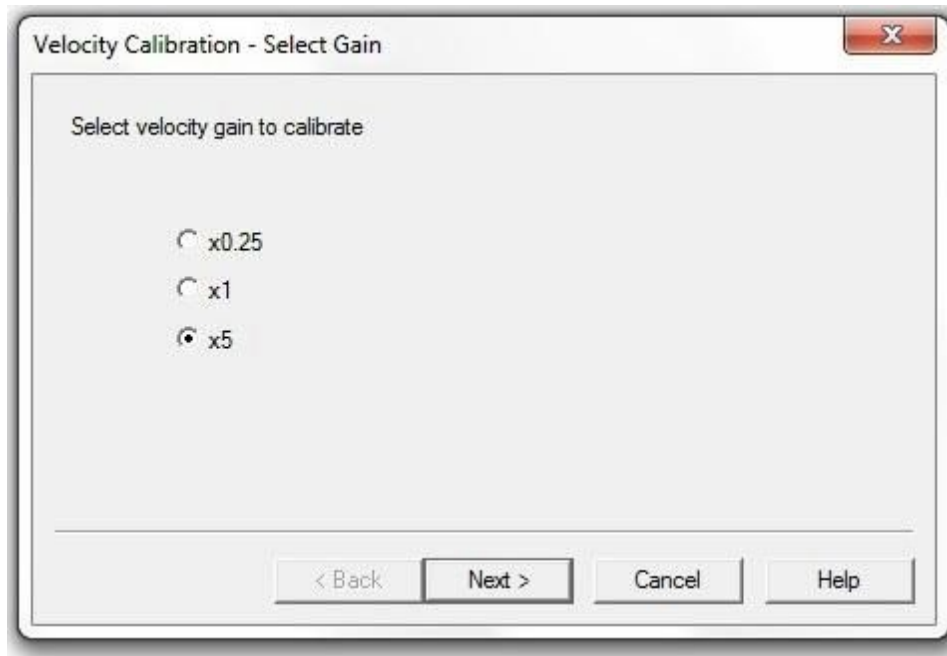 Velocity Calibration - Select Gain
Select velocity gain to calibrate
x0.25
x1
x5
< Back Next > Cancel Help